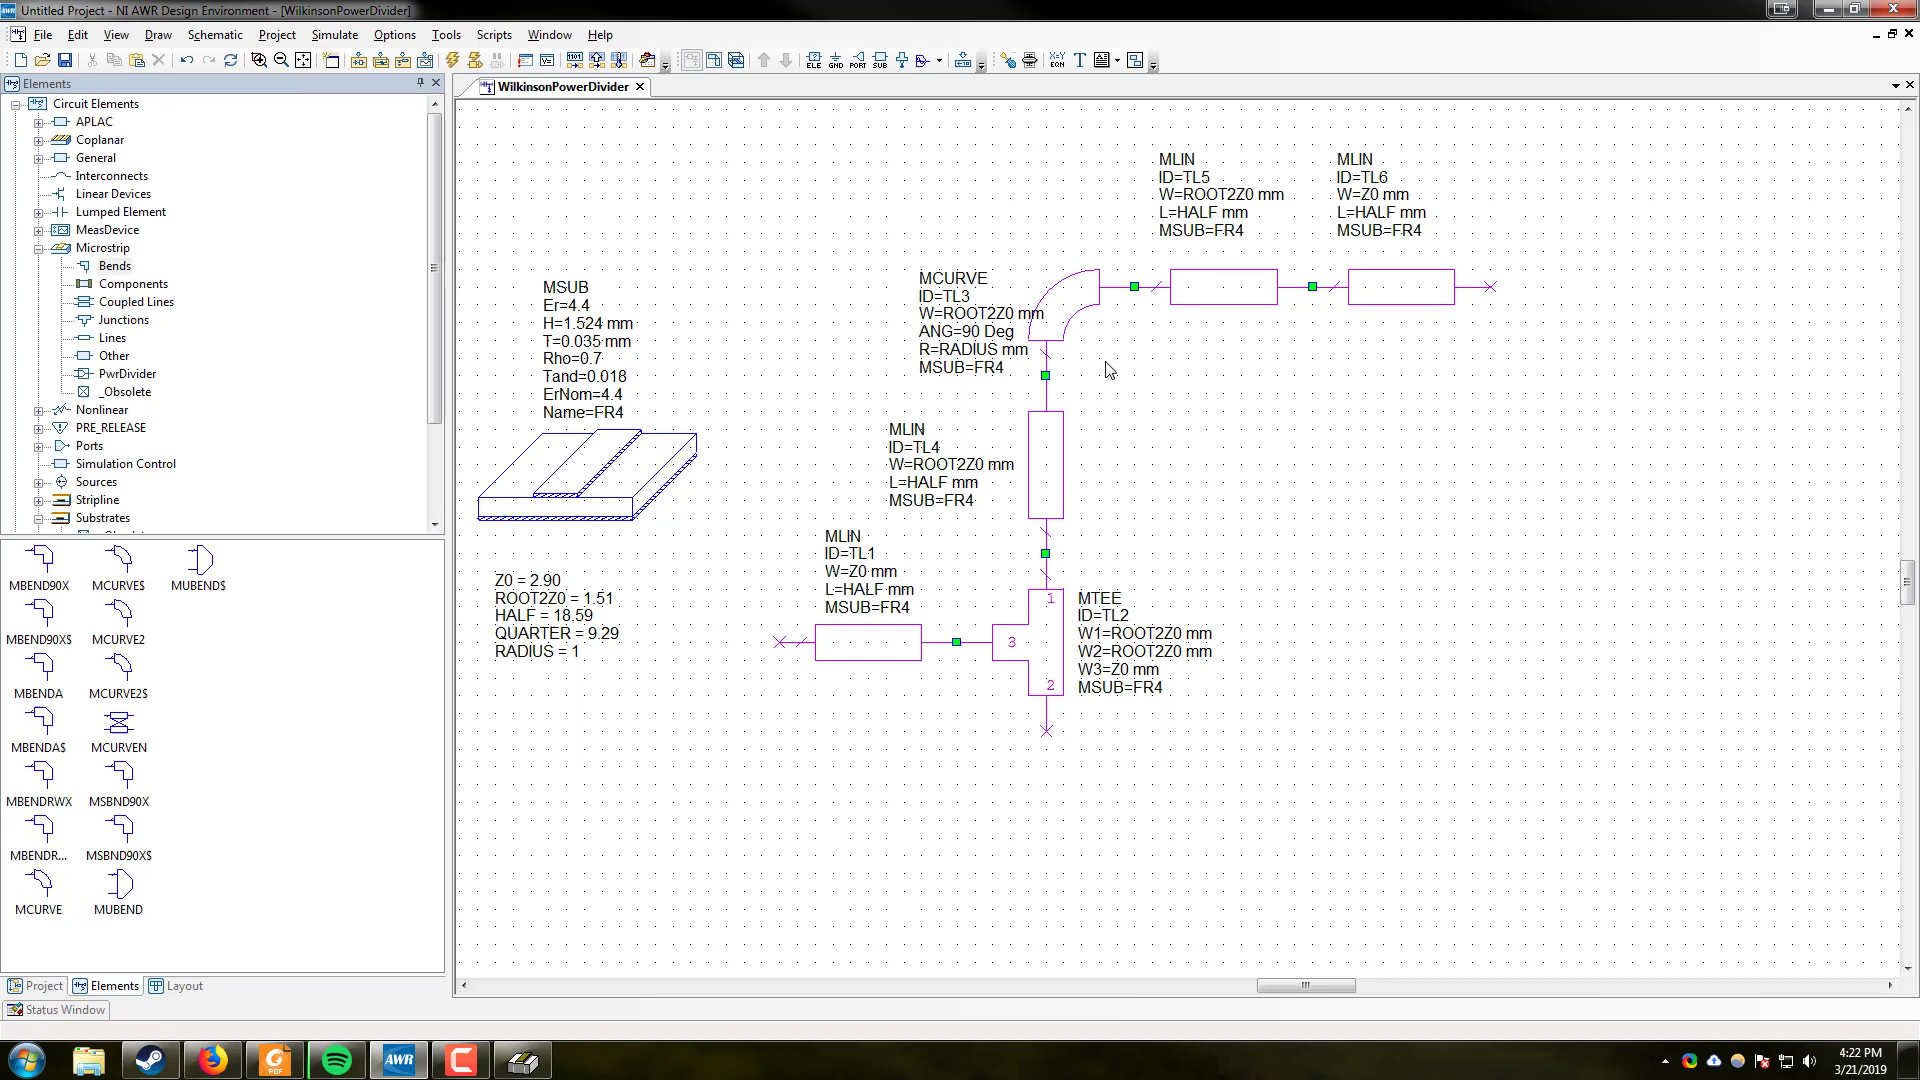 Untitled Project - NI AWR Design Environment - [WilkinsonPowerDivider]
File Edit View Draw Schematic Project Simulate Options Tools Scripts Window Help
ELE GND PORT SUB X=Y EQN
Elements
WilkinsonPowerDivider
Circuit Elements
APLAC
Coplanar
General
Interconnects
Linear Devices
Lumped Element
MeasDevice
Microstrip
Bends
Components
Coupled Lines
Junctions
Lines
Other
PwrDivider
_Obsolete
Nonlinear
PRE_RELEASE
Ports
Simulation Control
Sources
Stripline
Substrates
MBEND90X MCURVE$ MUBEND$
MBEND90X$ MCURVE2
MBENDA MCURVE2$
MBENDA$ MCURVEN
MBENDRWX MSBND90X
MBENDR... MSBND90X$
MCURVE MUBEND
Project Elements Layout
Status Window
MSUB
Er=4.4
H=1.524 mm
T=0.035 mm
Rho=0.7
Tand=0.018
ErNom=4.4
Name=FR4
Z0 = 2.90
ROOT2Z0 = 1.51
HALF = 18.59
QUARTER = 9.29
RADIUS = 1
MLIN
ID=TL5
W=ROOT2Z0 mm
L=HALF mm
MSUB=FR4
MLIN
ID=TL6
W=Z0 mm
L=HALF mm
MSUB=FR4
MCURVE
ID=TL3
W=ROOT2Z0 mm
ANG=90 Deg
R=RADIUS mm
MSUB=FR4
MLIN
ID=TL4
W=ROOT2Z0 mm
L=HALF mm
MSUB=FR4
MLIN
ID=TL1
W=Z0 mm
L=HALF mm
MSUB=FR4
1
3
2
MTEE
ID=TL2
W1=ROOT2Z0 mm
W2=ROOT2Z0 mm
W3=Z0 mm
MSUB=FR4
PDF
AWR
4:22 PM
3/21/2019